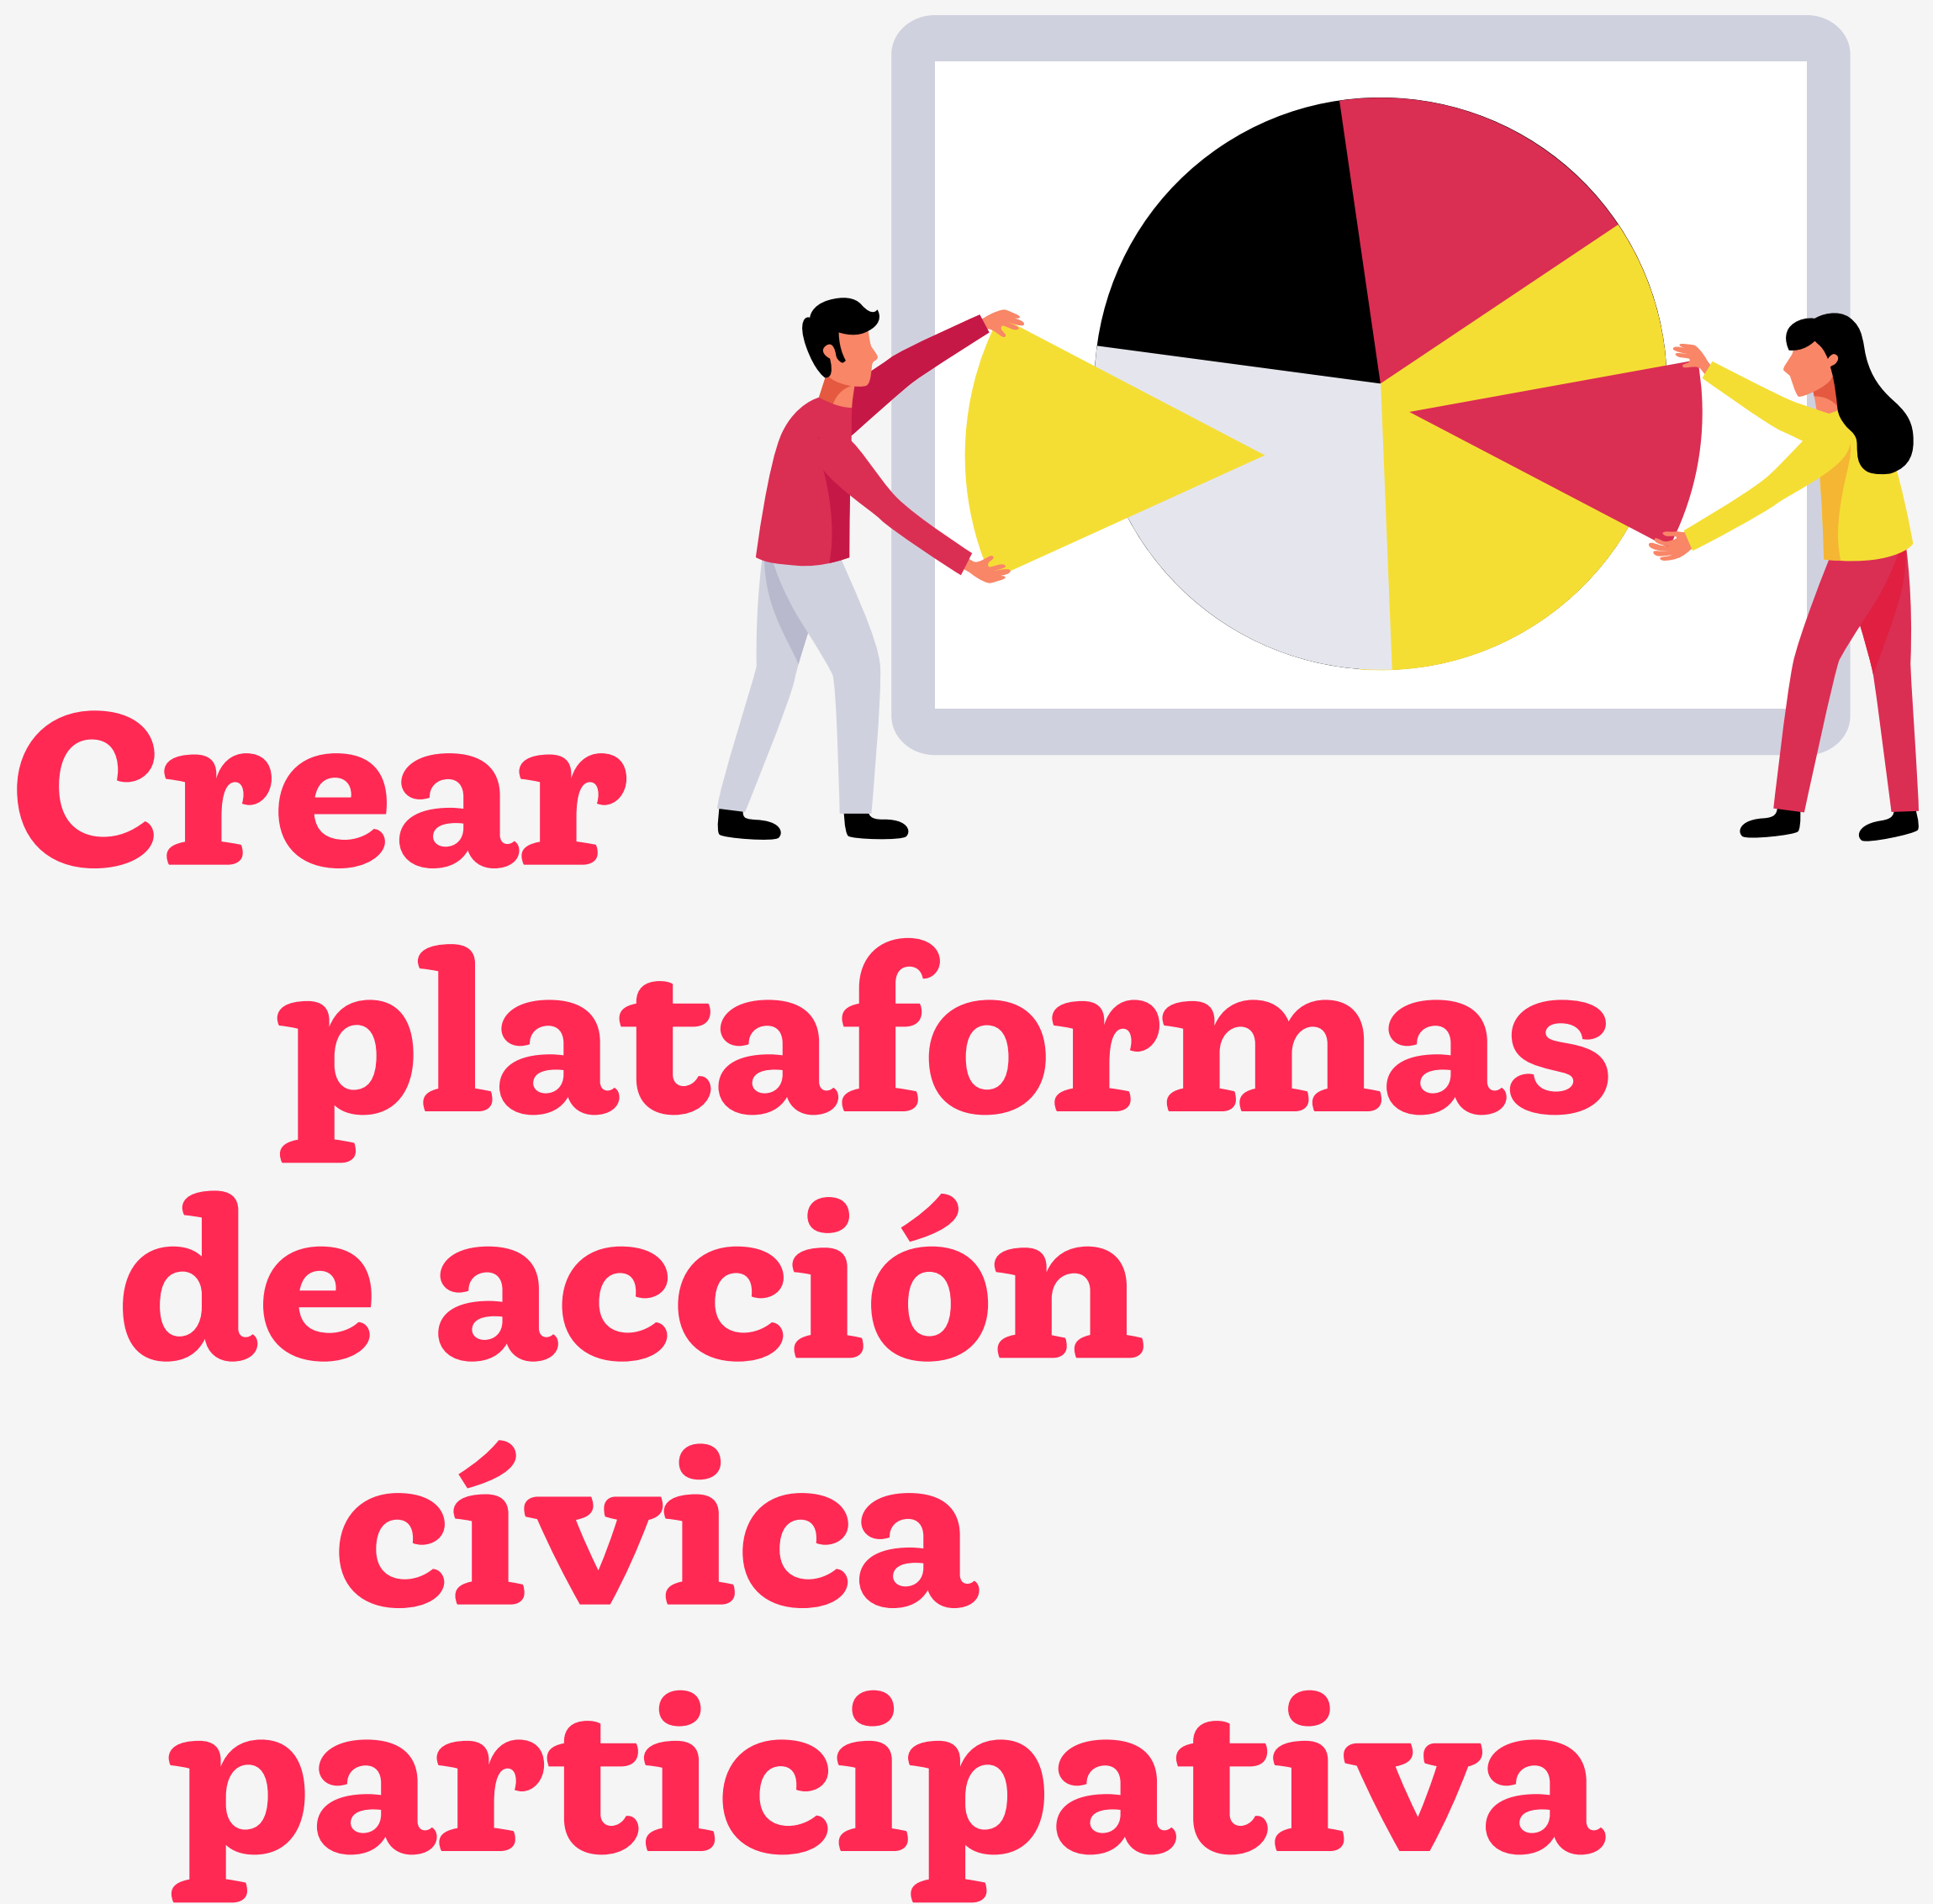 Crear
plataformas
de acción
cívica
participativa